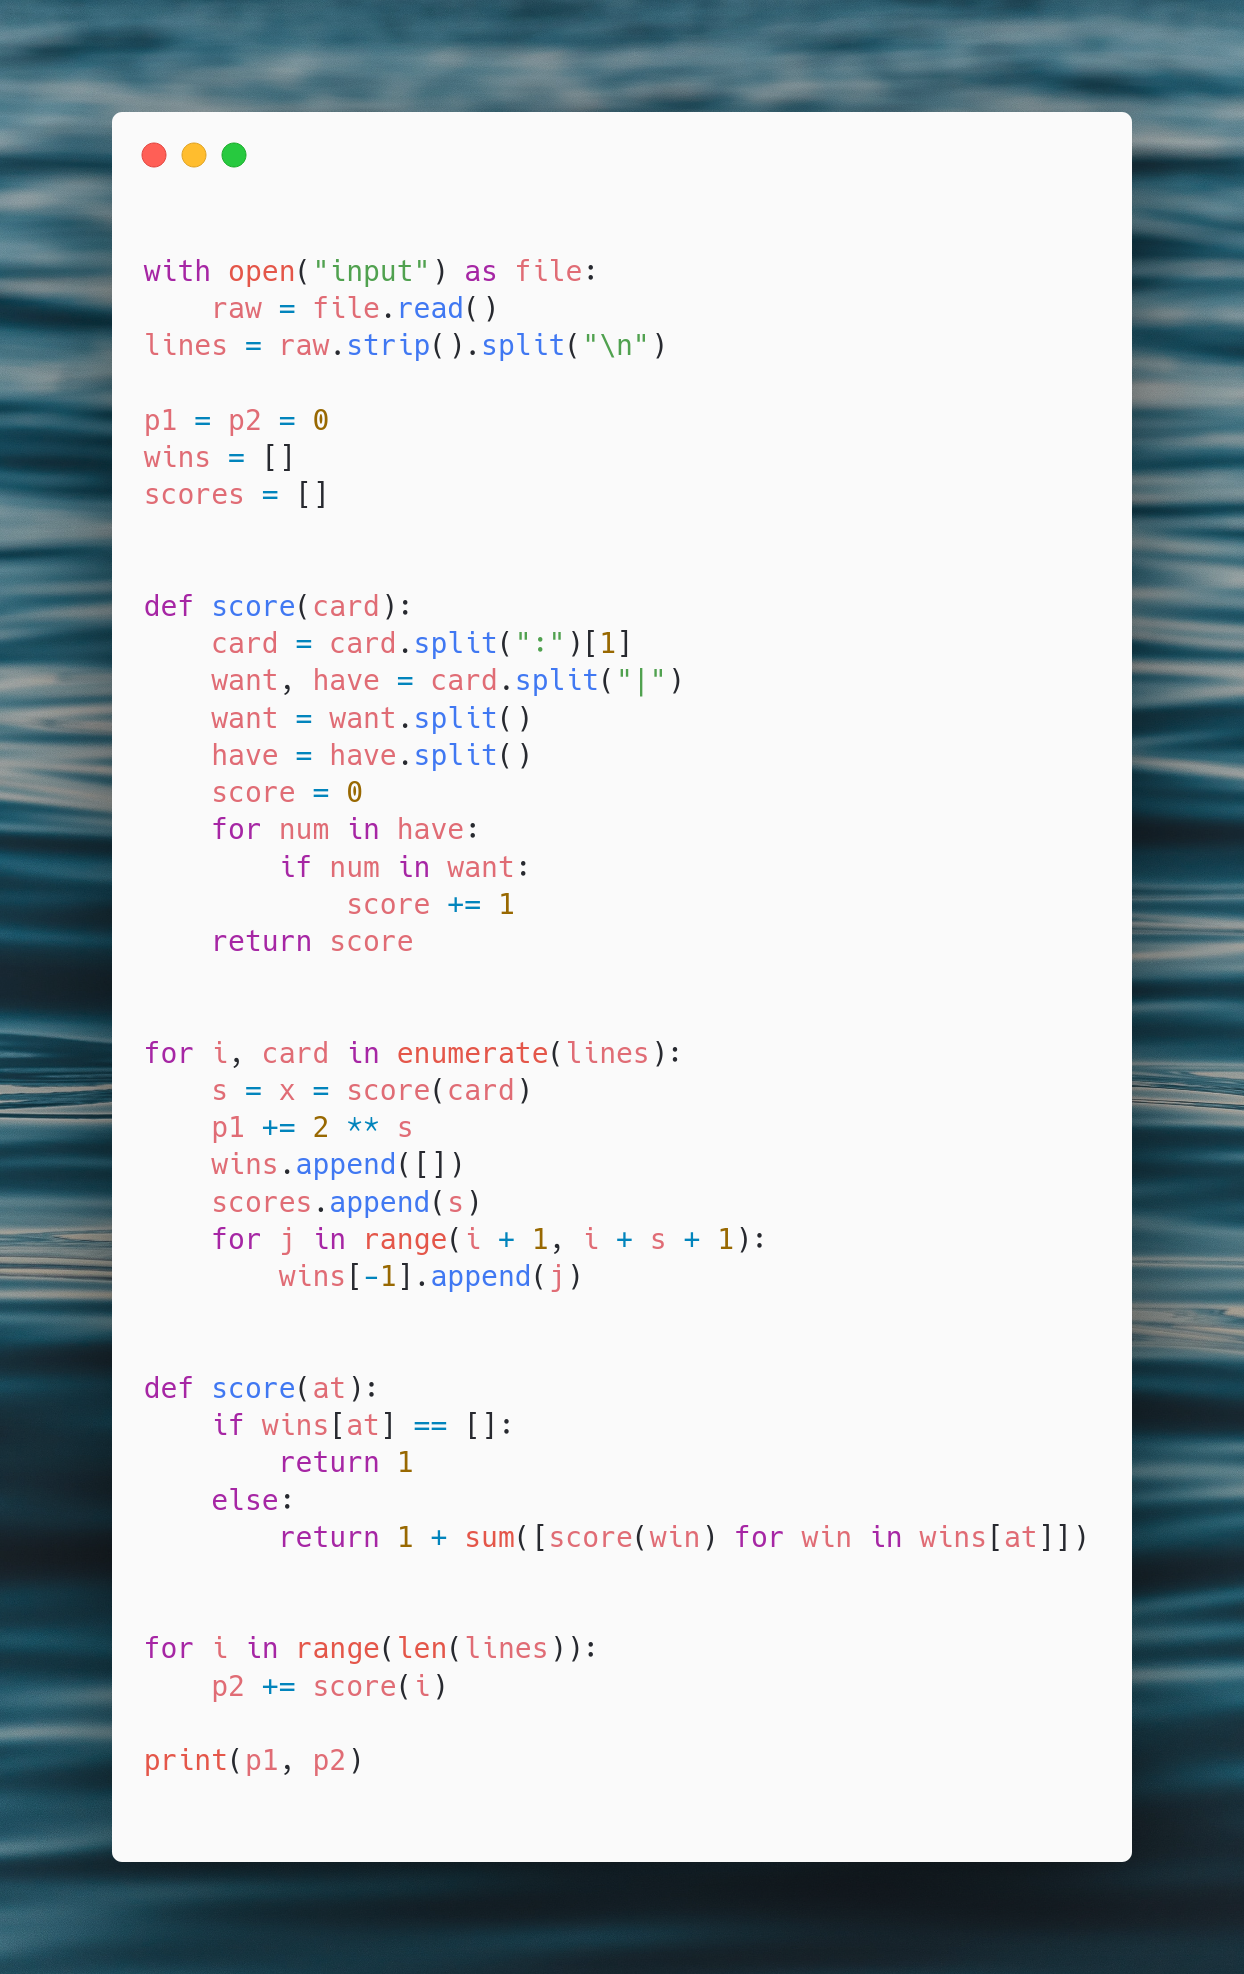 with open("input") as file:
    raw = file.read()
lines = raw.strip().split("\n")

p1 = p2 = 0
wins = []
scores = []


def score(card):
    card = card.split(":")[1]
    want, have = card.split("|")
    want = want.split()
    have = have.split()
    score = 0
    for num in have:
        if num in want:
            score += 1
    return score


for i, card in enumerate(lines):
    s = x = score(card)
    p1 += 2 ** s
    wins.append([])
    scores.append(s)
    for j in range(i + 1, i + s + 1):
        wins[-1].append(j)


def score(at):
    if wins[at] == []:
        return 1
    else:
        return 1 + sum([score(win) for win in wins[at]])


for i in range(len(lines)):
    p2 += score(i)

print(p1, p2)